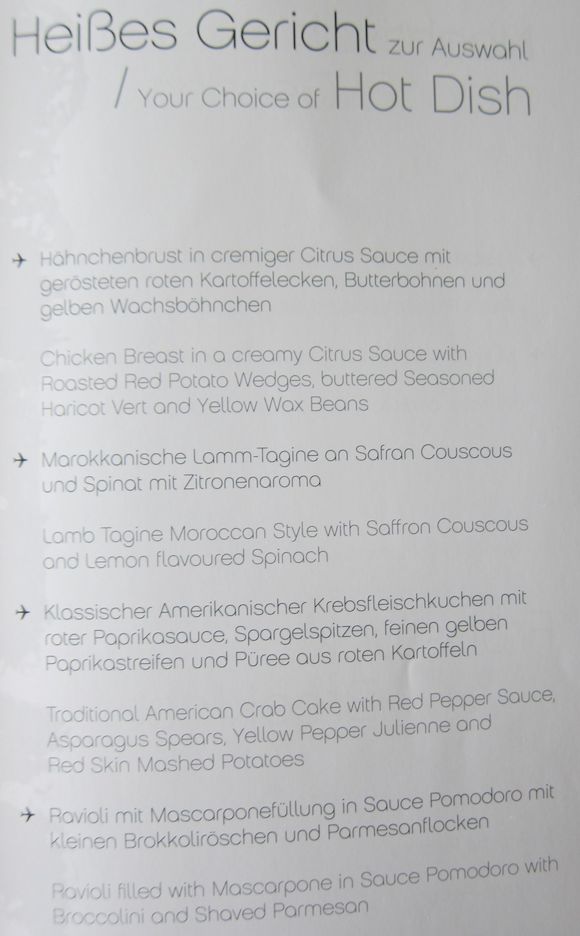 Heißes Gericht zur Auswahl
/ Your Choice of Hot Dish
Hähnchenbrust in cremiger Citrus Sauce mit
gerösteten roten Kartoffelecken, Butterbohnen und
gelben Wachsböhnchen
Chicken Breast in a creamy Citrus Sauce with
Roasted Red Potato Wedges, buttered Seasoned
Haricot Vert and Yellow Wax Beans
Marokkanische Lamm-Tagine an Safran Couscous
und Spinat mit Zitronenaroma
Lamb Tagine Moroccan Style with Saffron Couscous
and Lemon flavoured Spinach
Klassischer Amerikanischer Krebsfleischkuchen mit
roter Paprikasauce, Spargelspitzen, feinen gelben
Paprikastreifen und Püree aus roten Kartoffeln
Traditional American Crab Cake with Red Pepper Sauce,
Asparagus Spears, Yellow Pepper Julienne and
Red Skin Mashed Potatoes
Ravioli mit Mascarponefüllung in Sauce Pomodoro mit
kleinen Brokkoliröschen und Parmesanflocken
Ravioli filled with Mascarpone in Sauce Pomodoro with
Broccolini and Shaved Parmesan